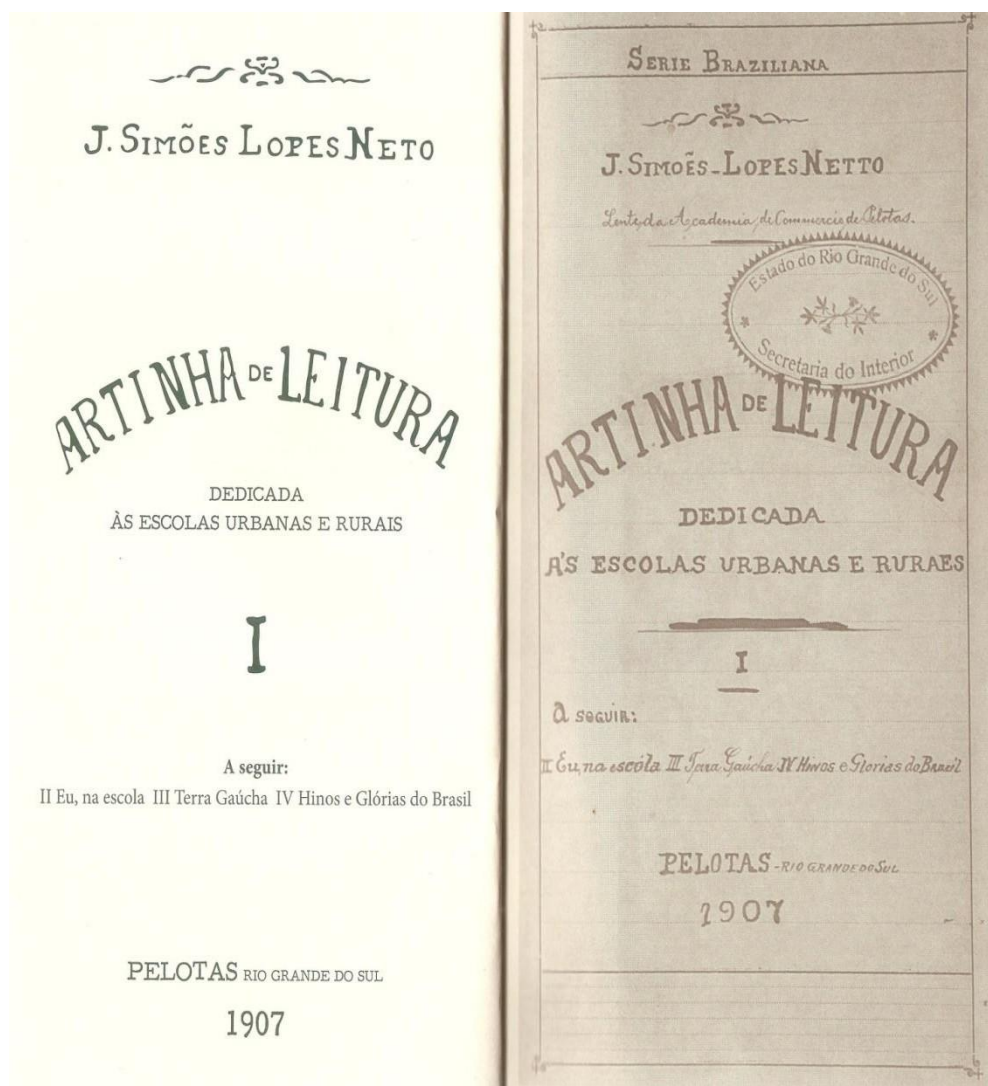 J. SIMÕES LOPES NETO
ARTINHA DE LEITURA
DEDICADA
ÀS ESCOLAS URBANAS E RURAIS
I
A seguir:
II Eu, na escola III Terra Gaúcha IV Hinos e Glórias do Brasil
PELOTAS RIO GRANDE DO SUL
1907
SERIE BRAZILIANA
J. SIMÕES-LOPES NETTO
Lente da Academia de Commercio de Pelotas.
Estado do Rio Grande do Sul
Secretaria do Interior
ARTINHA DE LEITURA
DEDICADA
A'S ESCOLAS URBANAS E RURAES
I
A SEGUIR:
II Eu, na escóla III Terra Gaúcha IV Hinos e Glorias do Brazil
PELOTAS - RIO GRANDE DO SUL
1907